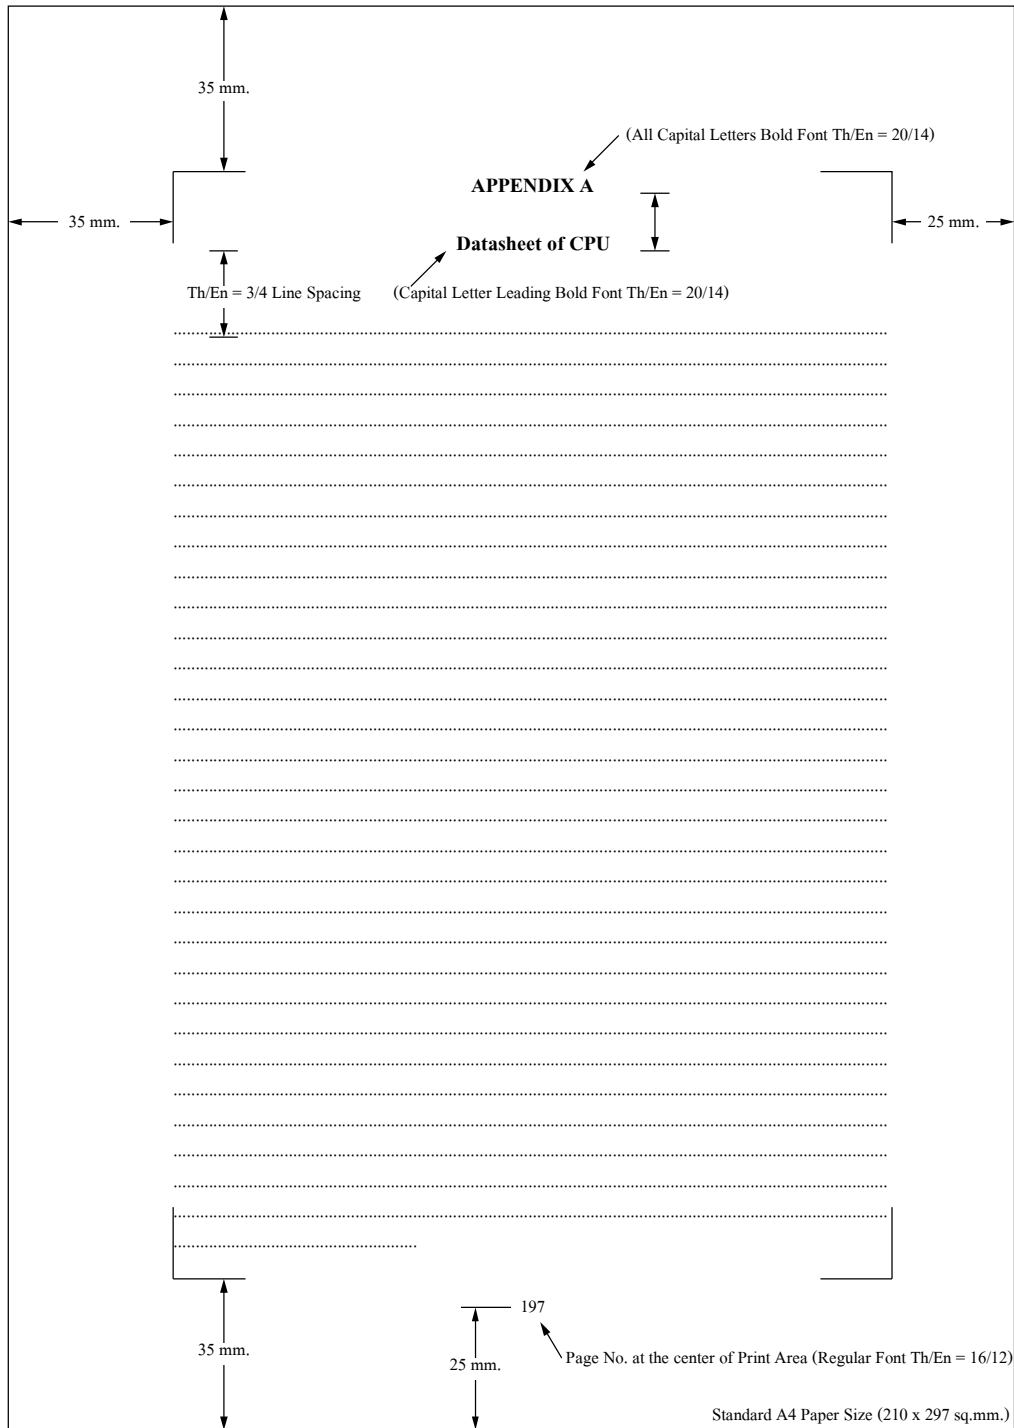 35 mm.
(All Capital Letters Bold Font Th/En = 20/14)
APPENDIX A
35 mm.
25 mm.
Datasheet of CPU
Th/En = 3/4 Line Spacing
(Capital Letter Leading Bold Font Th/En = 20/14)
197
35 mm.
25 mm.
Page No. at the center of Print Area (Regular Font Th/En = 16/12)
Standard A4 Paper Size (210 x 297 sq.mm.)